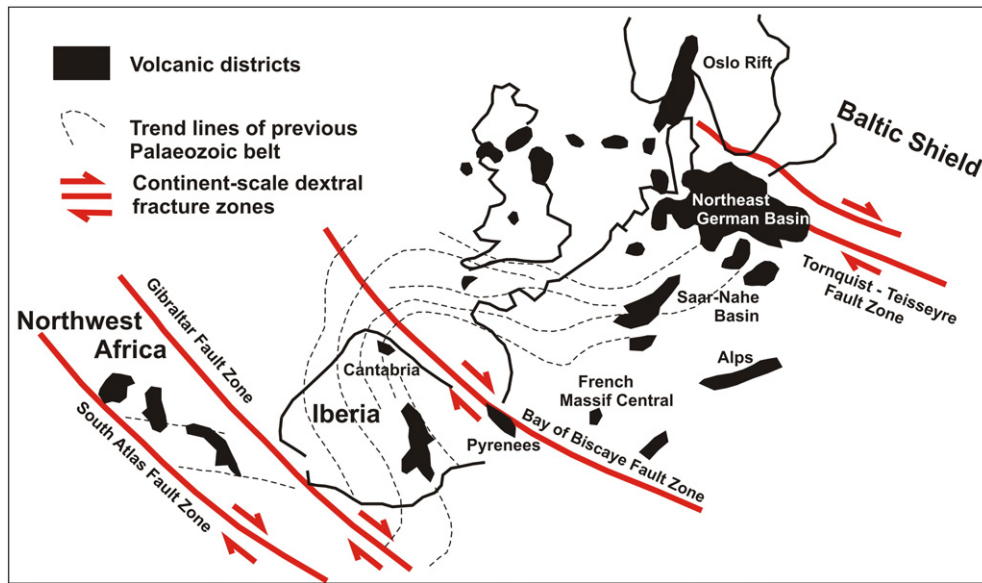 Volcanic districts
Trend lines of previous
Palaeozoic belt
Continent-scale dextral
fracture zones
Oslo Rift
Baltic Shield
Northeast
German Basin
Tornquist - Teisseyre
Fault Zone
Saar-Nahe
Basin
Alps
French
Massif Central
Bay of Biscaye Fault Zone
Pyrenees
Cantabria
Iberia
Gibraltar Fault Zone
Northwest
Africa
South Atlas Fault Zone